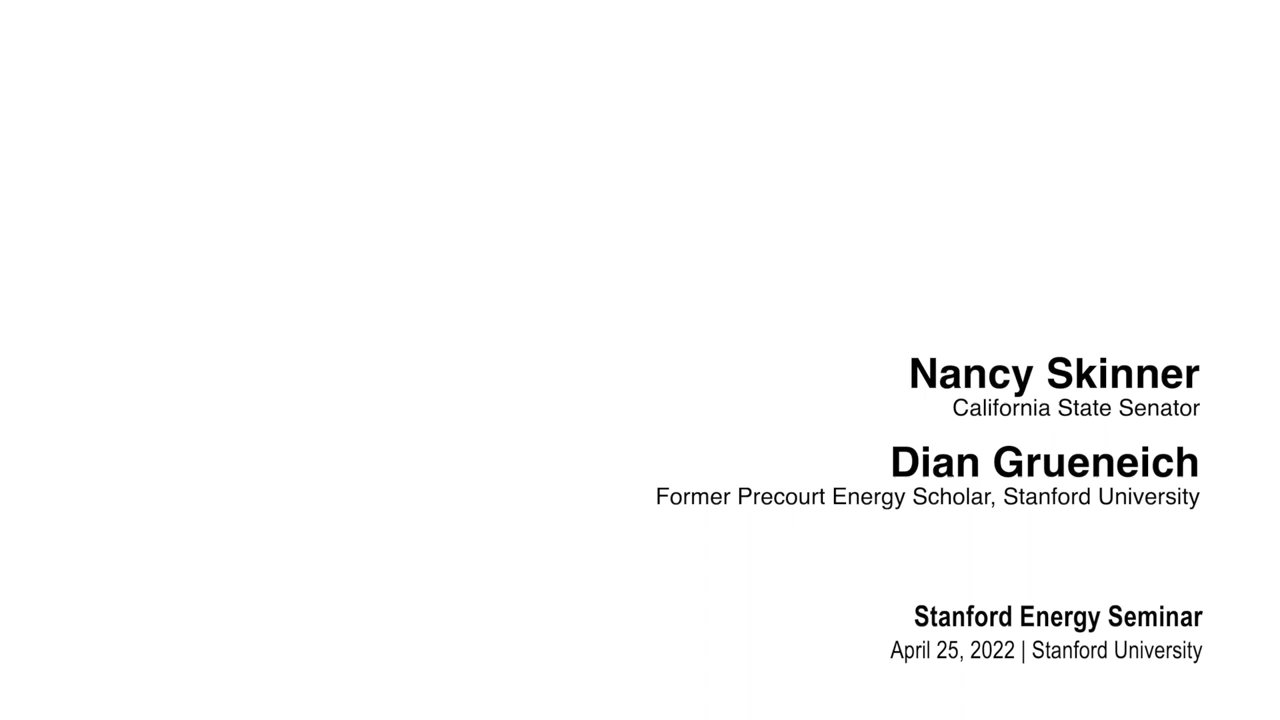 Nancy Skinner
California State Senator
Dian Grueneich
Former Precourt Energy Scholar, Stanford University
Stanford Energy Seminar
April 25, 2022 | Stanford University